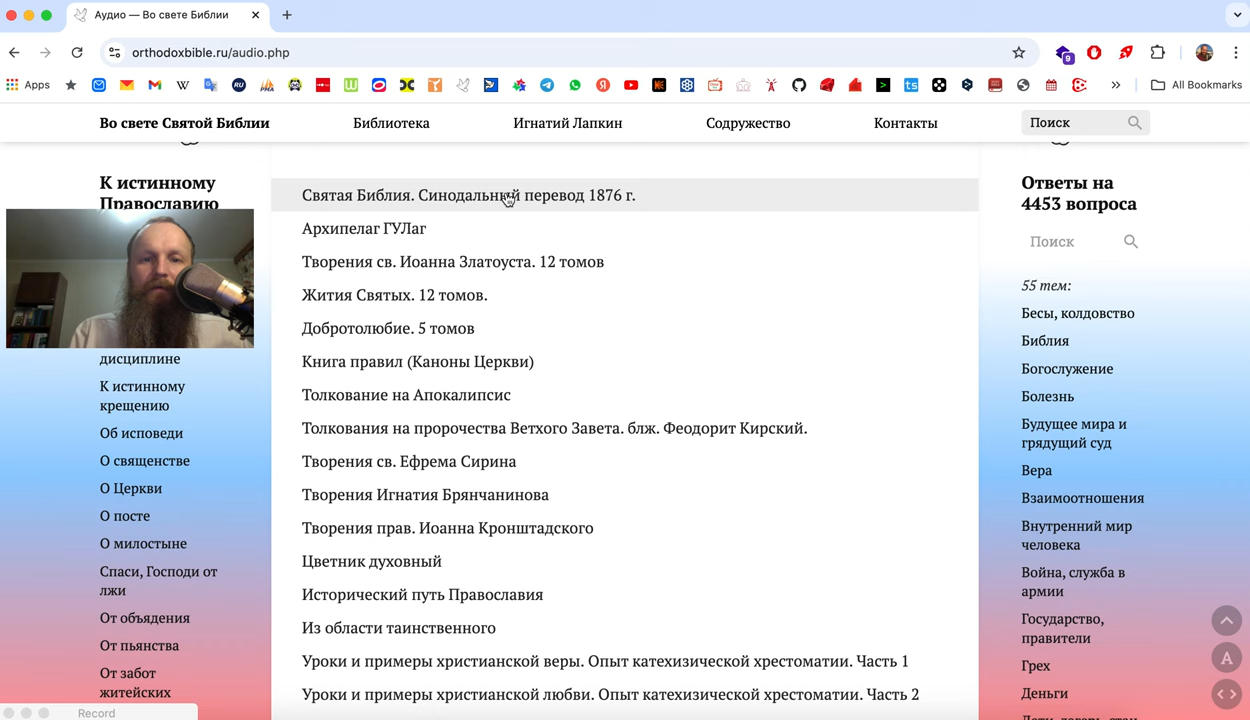 Аудио — Во свете Библии
orthodoxbible.ru/audio.php
9
Apps
All Bookmarks
Во свете Святой Библии
Библиотека
Игнатий Лапкин
Содружество
Контакты
Поиск
К истинному
Православию
дисциплине
К истинному
крещению
Об исповеди
О священстве
О Церкви
О посте
О милостыне
Спаси, Господи от
лжи
От объядения
От пьянства
От забот
житейских
Record
Святая Библия. Синодальный перевод 1876 г.
Архипелаг ГУЛаг
Творения св. Иоанна Златоуста. 12 томов
Жития Святых. 12 томов.
Добротолюбие. 5 томов
Книга правил (Каноны Церкви)
Толкование на Апокалипсис
Толкования на пророчества Ветхого Завета. блж. Феодорит Кирский.
Творения св. Ефрема Сирина
Творения Игнатия Брянчанинова
Творения прав. Иоанна Кронштадского
Цветник духовный
Исторический путь Православия
Из области таинственного
Уроки и примеры христианской веры. Опыт катехизической хрестоматии. Часть 1
Уроки и примеры христианской любви. Опыт катехизической хрестоматии. Часть 2
Ответы на
4453 вопроса
Поиск
55 тем:
Бесы, колдовство
Библия
Богослужение
Болезнь
Будущее мира и
грядущий суд
Вера
Взаимоотношения
Внутренний мир
человека
Война, служба в
армии
Государство,
правители
Грех
Деньги
A